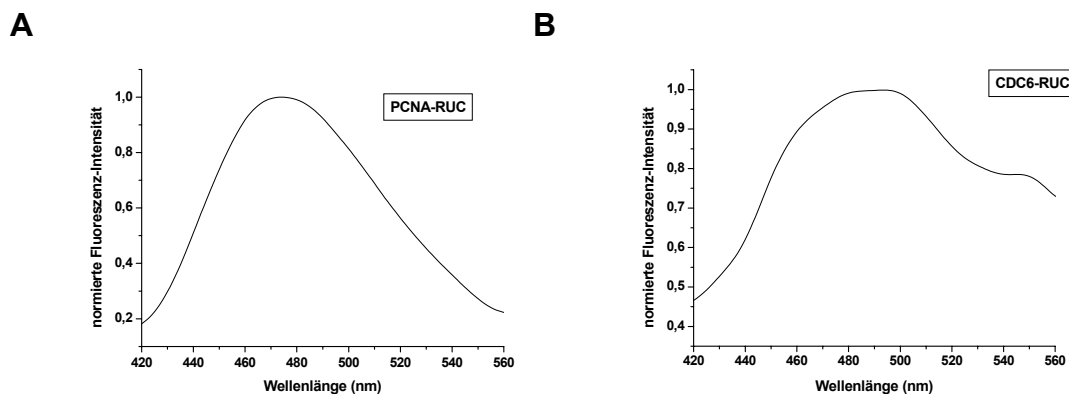 A
B
PCNA-RUC
CDC6-RUC
normierte Fluoreszenz-Intensität
1,0
0,8
0,6
0,4
0,2
420 440 460 480 500 520 540 560
Wellenlänge (nm)
normierte Fluoreszenz-Intensität
1,0
0,9
0,8
0,7
0,6
0,5
0,4
420 440 460 480 500 520 540 560
Wellenlänge (nm)